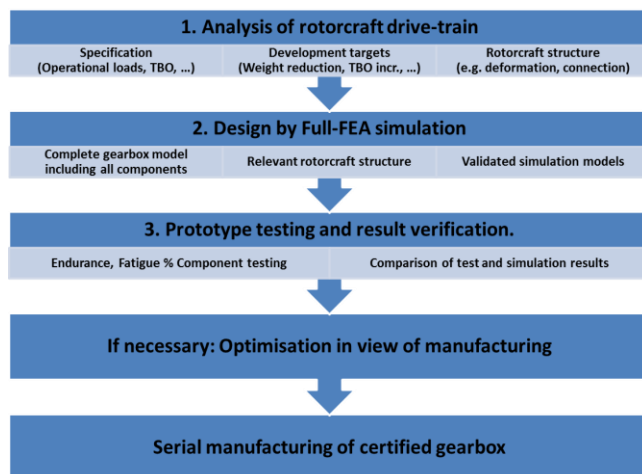 1. Analysis of rotorcraft drive-train
Specification
(Operational loads, TBO, ...)
Development targets
(Weight reduction, TBO incr., ...)
Rotorcraft structure
(e.g. deformation, connection)
2. Design by Full-FEA simulation
Complete gearbox model
including all components
Relevant rotorcraft structure
Validated simulation models
3. Prototype testing and result verification.
Endurance, Fatigue % Component testing
Comparison of test and simulation results
If necessary: Optimisation in view of manufacturing
Serial manufacturing of certified gearbox